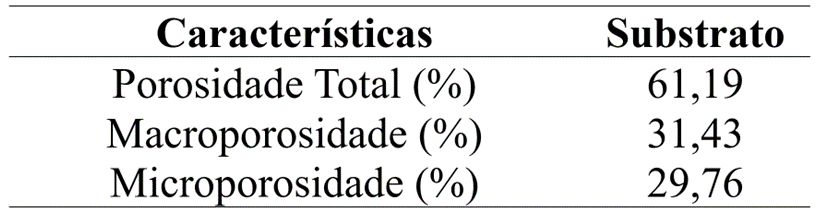 Características Substrato
Porosidade Total (%) 61,19
Macroporosidade (%) 31,43
Microporosidade (%) 29,76